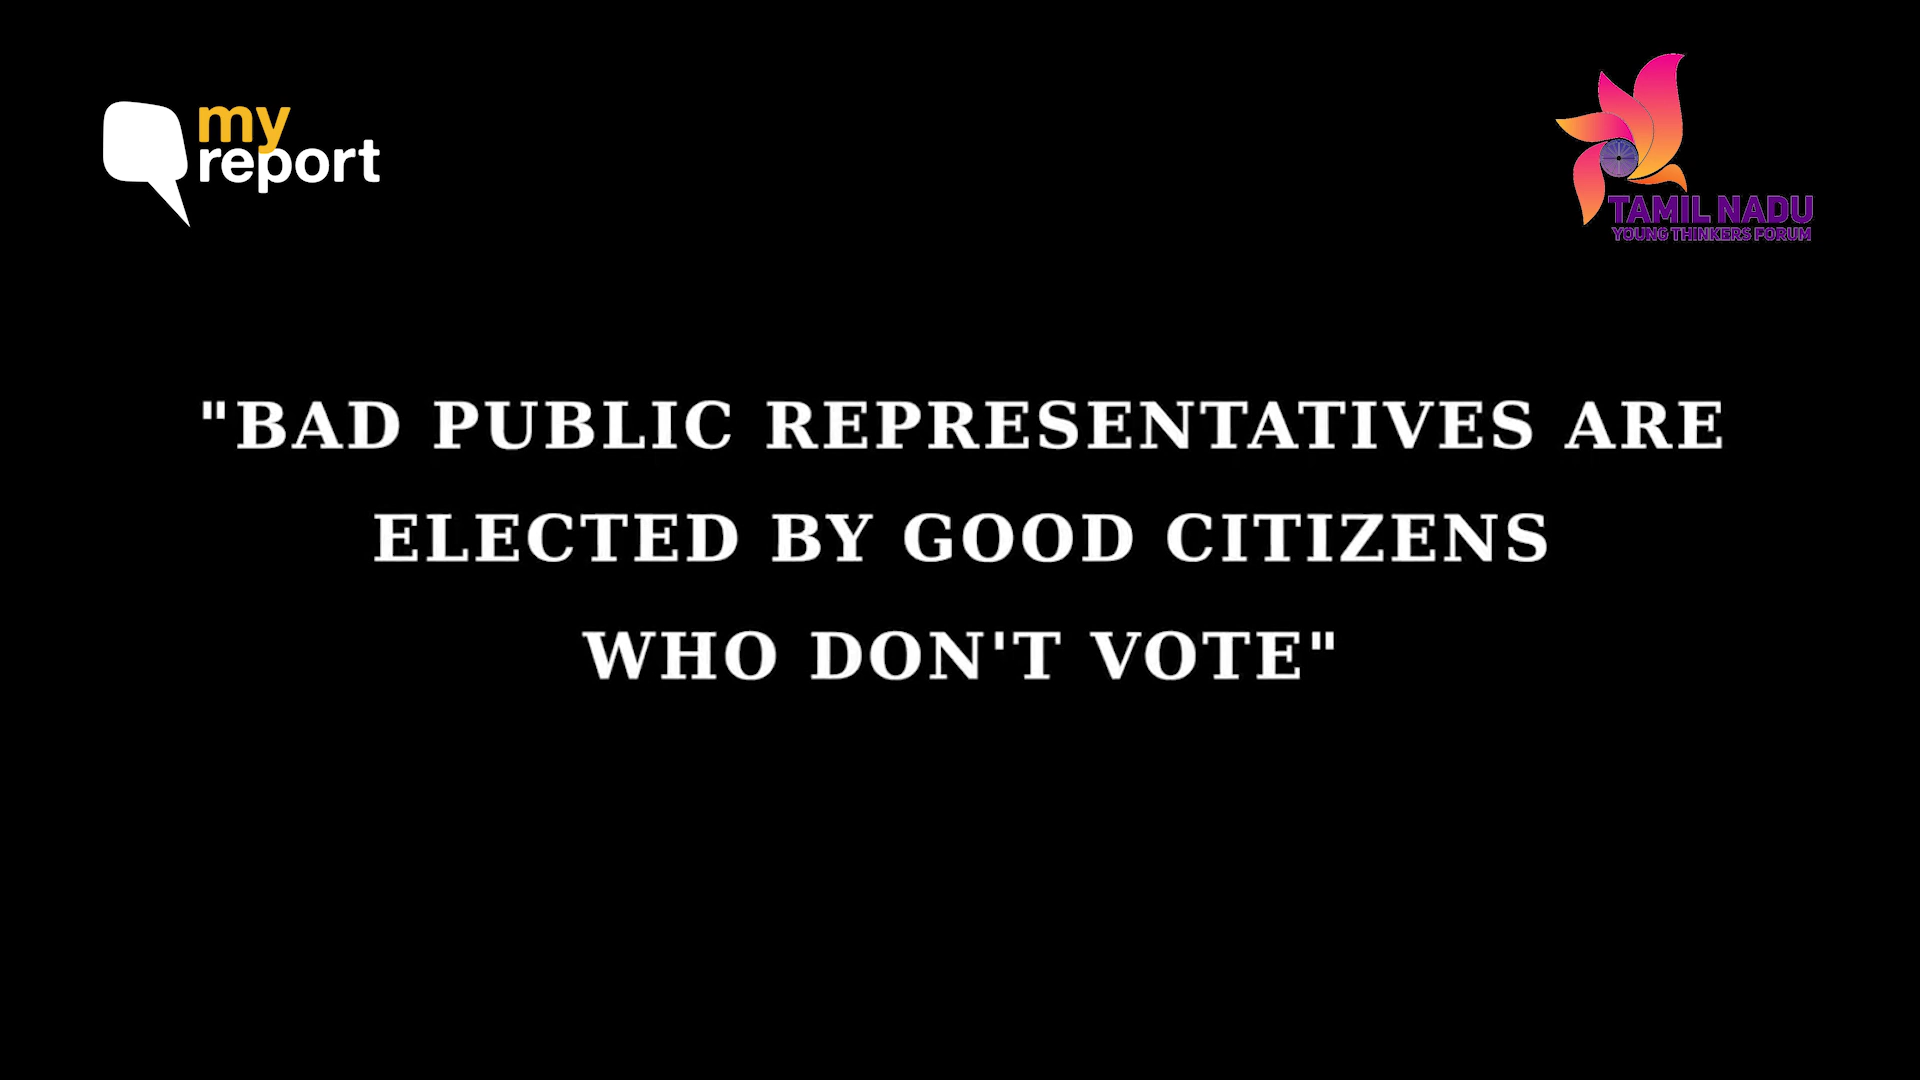 my
report
TAMIL NADU
YOUNG THINKERS FORUM
"BAD PUBLIC REPRESENTATIVES ARE
ELECTED BY GOOD CITIZENS
WHO DON'T VOTE"